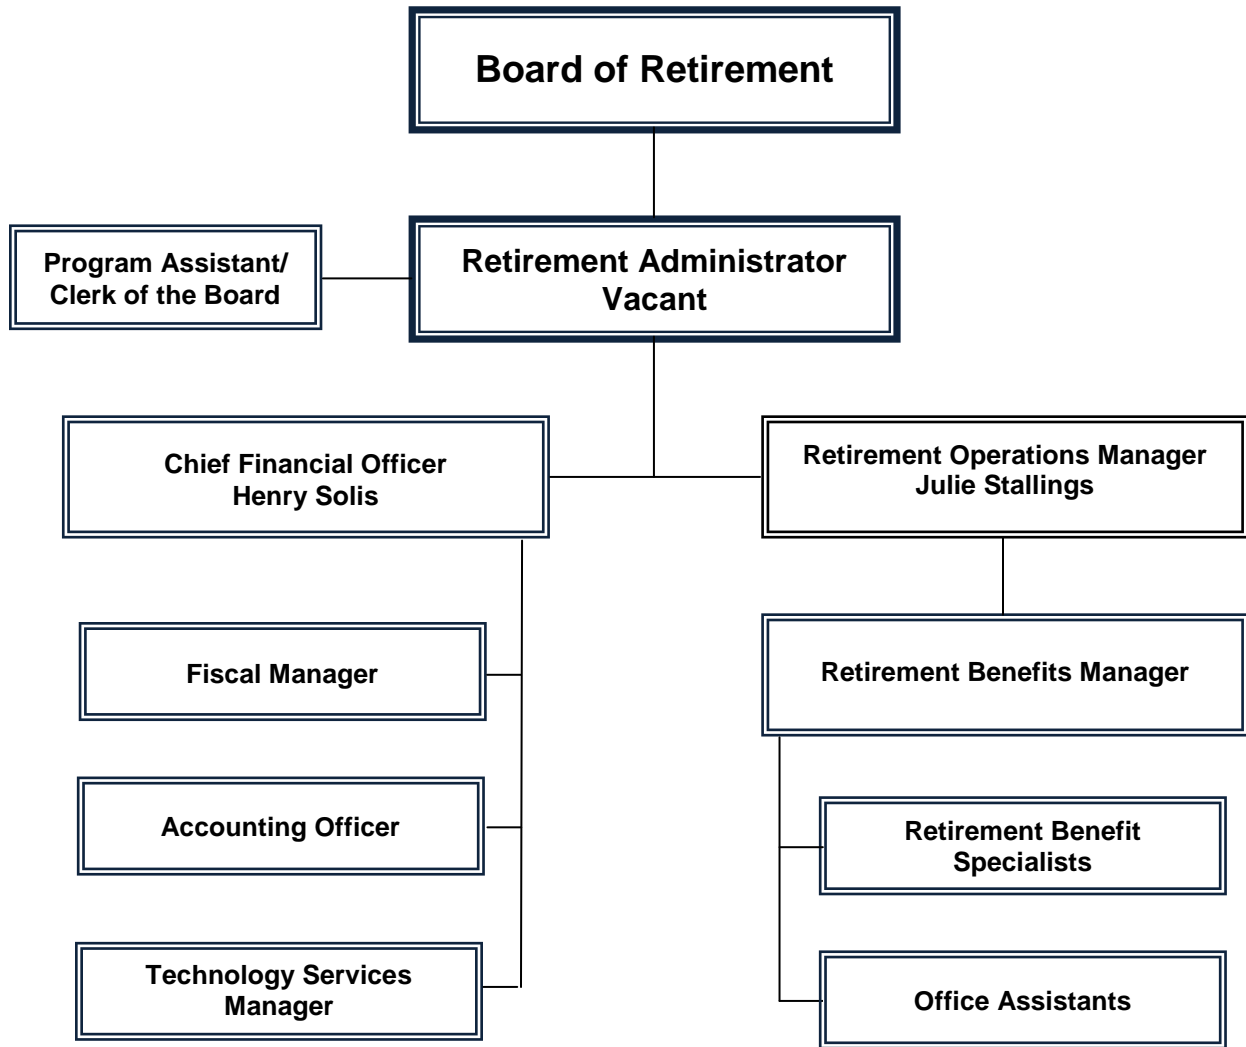 Board of Retirement
Program Assistant/
Clerk of the Board
Retirement Administrator
Vacant
Chief Financial Officer
Henry Solis
Retirement Operations Manager
Julie Stallings
Fiscal Manager
Retirement Benefits Manager
Accounting Officer
Retirement Benefit
Specialists
Technology Services
Manager
Office Assistants